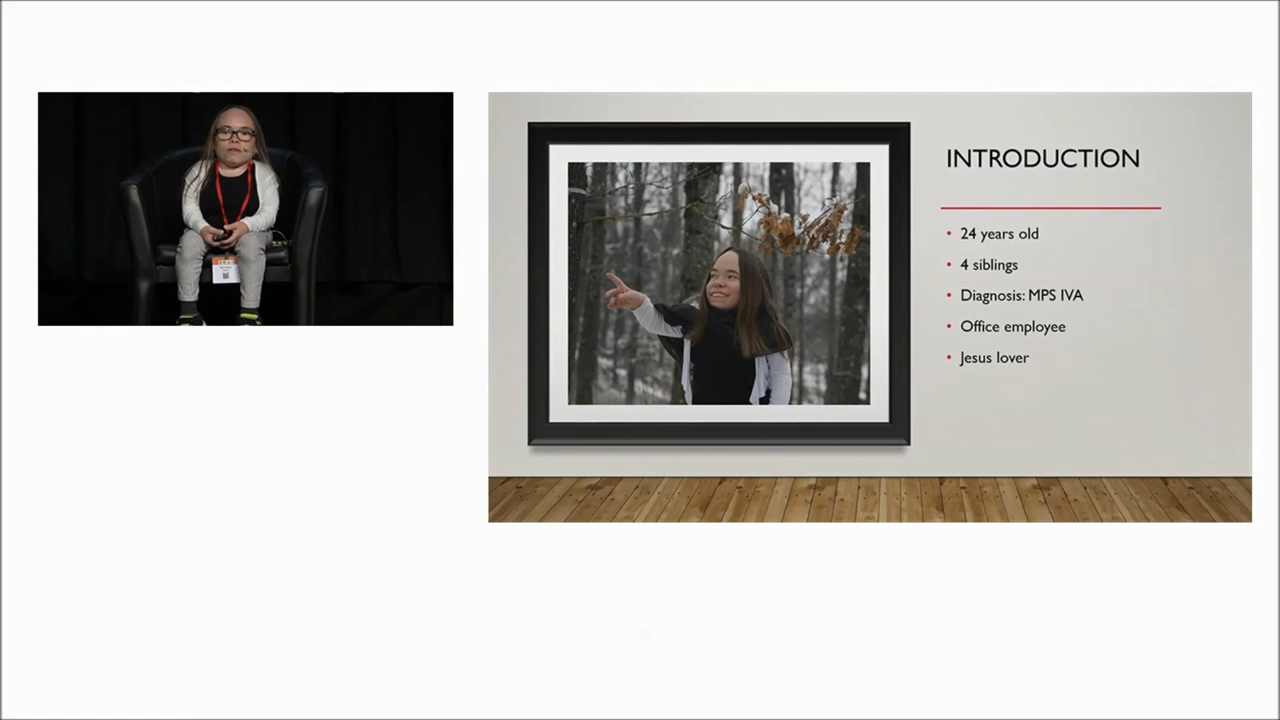 INTRODUCTION
• 24 years old
• 4 siblings
• Diagnosis: MPS IVA
• Office employee
• Jesus lover